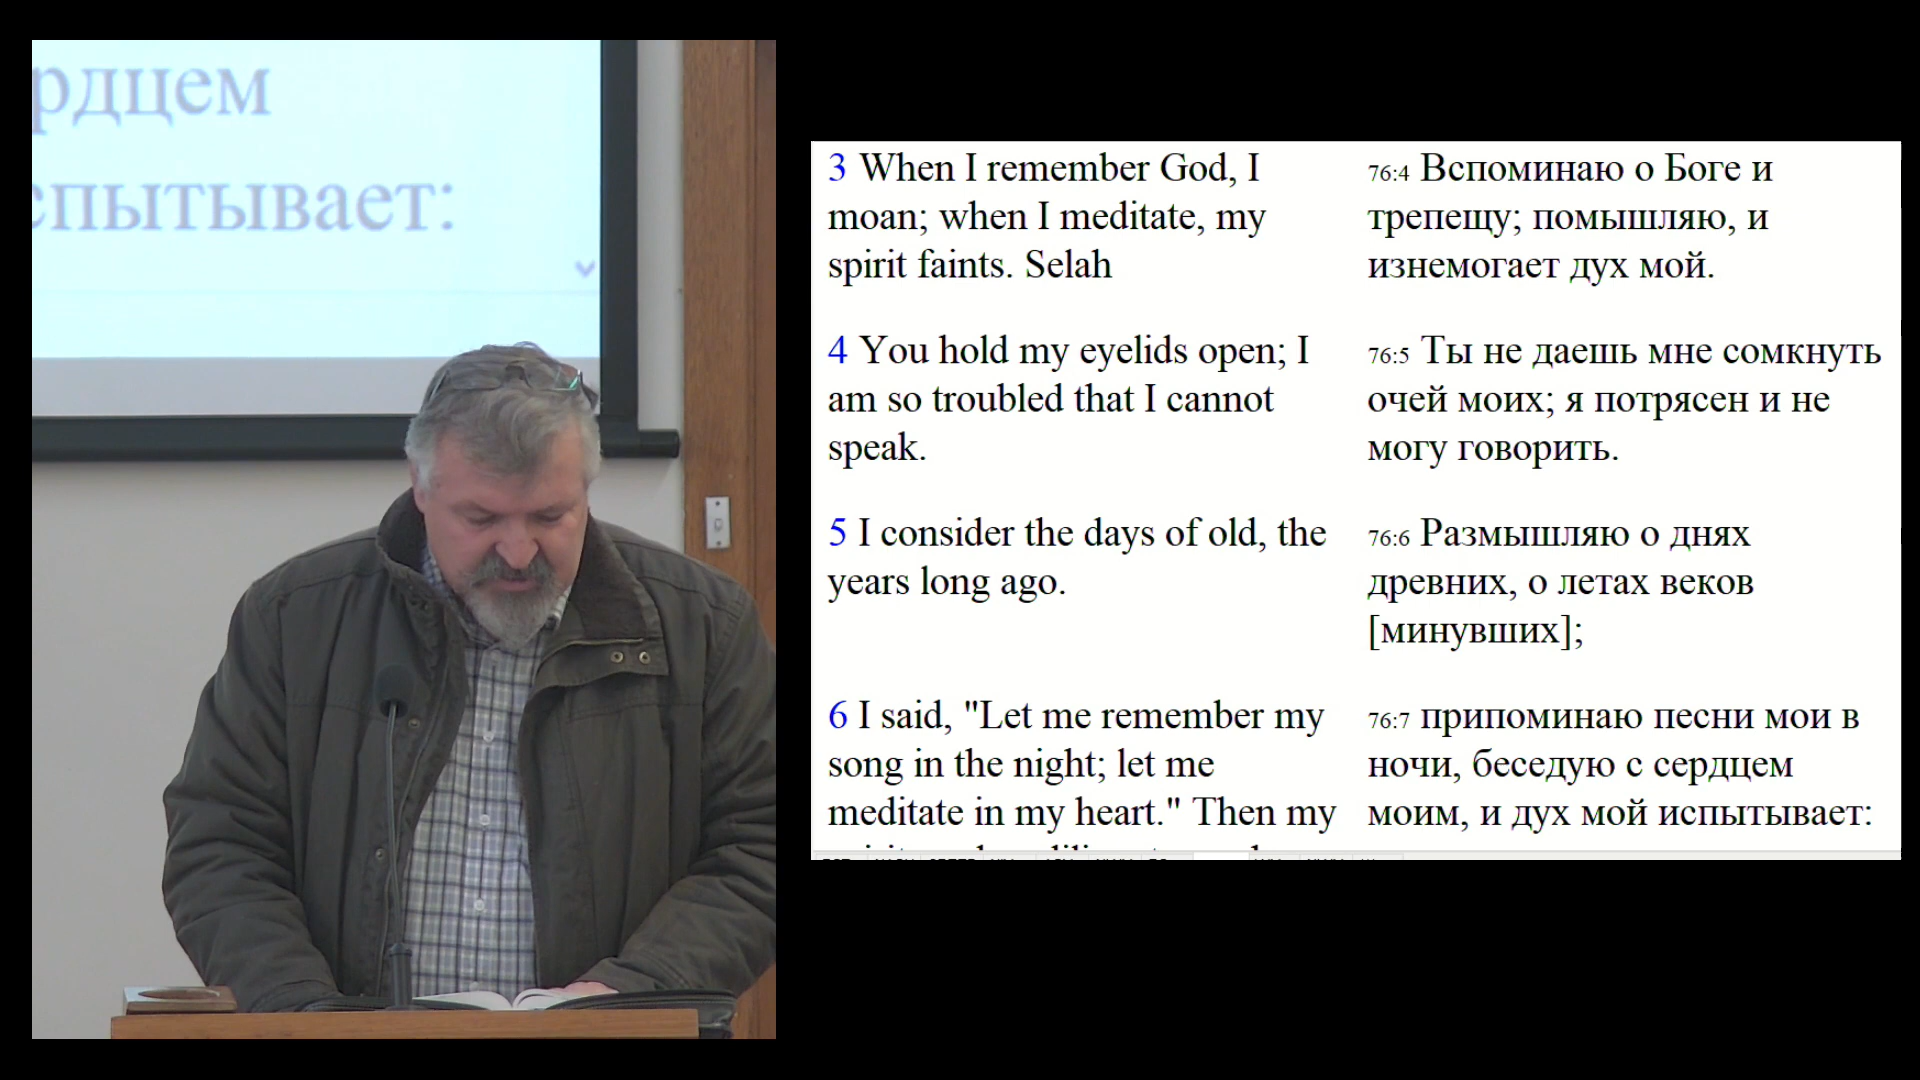 рдцем
спытывает:
3 When I remember God, I
moan; when I meditate, my
spirit faints. Selah
76:4 Вспоминаю о Боге и
трепещу; помышляю, и
изнемогает дух мой.
4 You hold my eyelids open; I
am so troubled that I cannot
speak.
76:5 Ты не даешь мне сомкнуть
очей моих; я потрясен и не
могу говорить.
5 I consider the days of old, the
years long ago.
76:6 Размышляю о днях
древних, о летах веков
[минувших];
6 I said, "Let me remember my
song in the night; let me
meditate in my heart." Then my
76:7 припоминаю песни мои в
ночи, беседую с сердцем
моим, и дух мой испытывает: